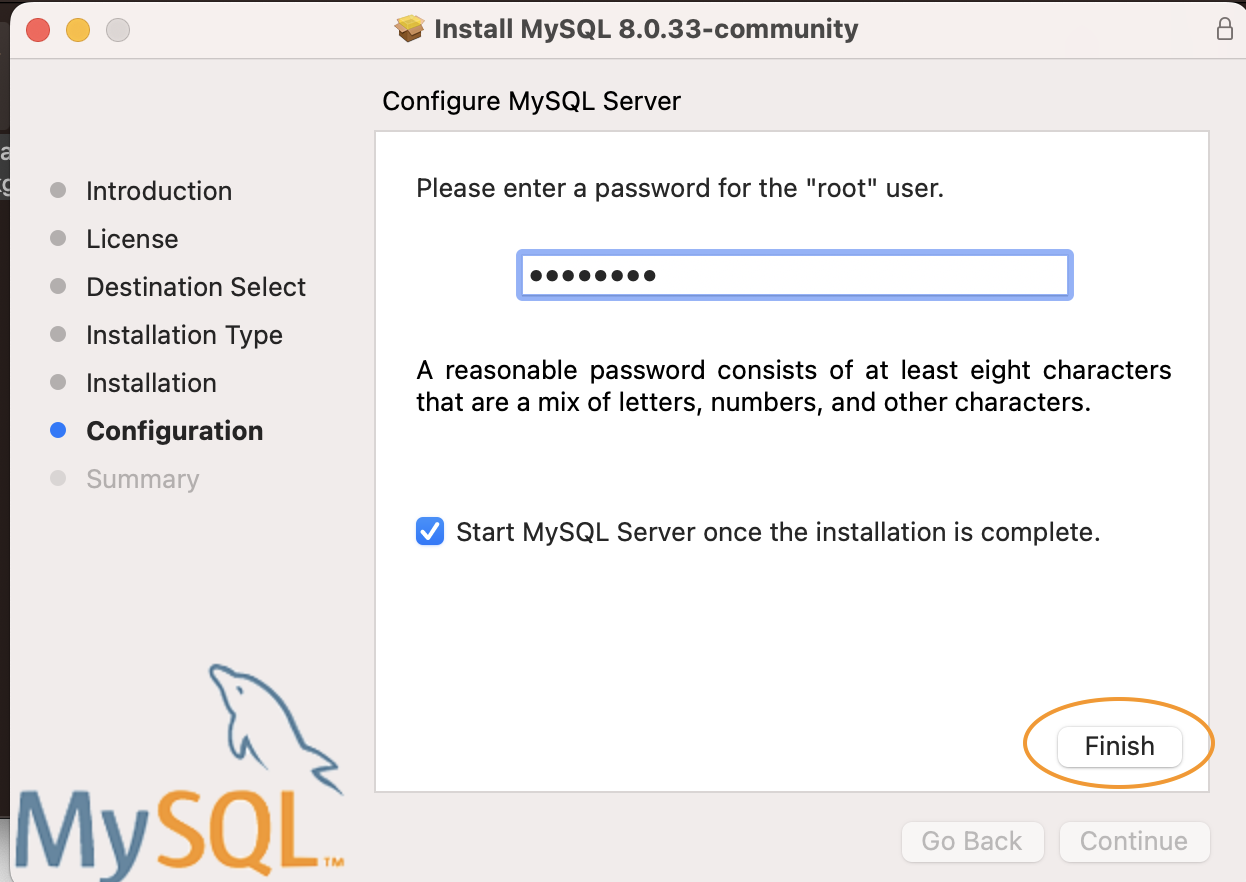 Install MySQL 8.0.33-community
Configure MySQL Server
Introduction
License
Destination Select
Installation Type
Installation
Configuration
Summary
Please enter a password for the "root" user.
••••••••
A reasonable password consists of at least eight characters
that are a mix of letters, numbers, and other characters.
Start MySQL Server once the installation is complete.
Finish
MySQL™
Go Back
Continue